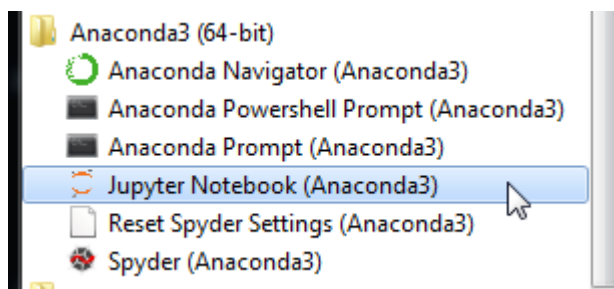 Anaconda3 (64-bit)
Anaconda Navigator (Anaconda3)
Anaconda Powershell Prompt (Anaconda3)
Anaconda Prompt (Anaconda3)
Jupyter Notebook (Anaconda3)
Reset Spyder Settings (Anaconda3)
Spyder (Anaconda3)